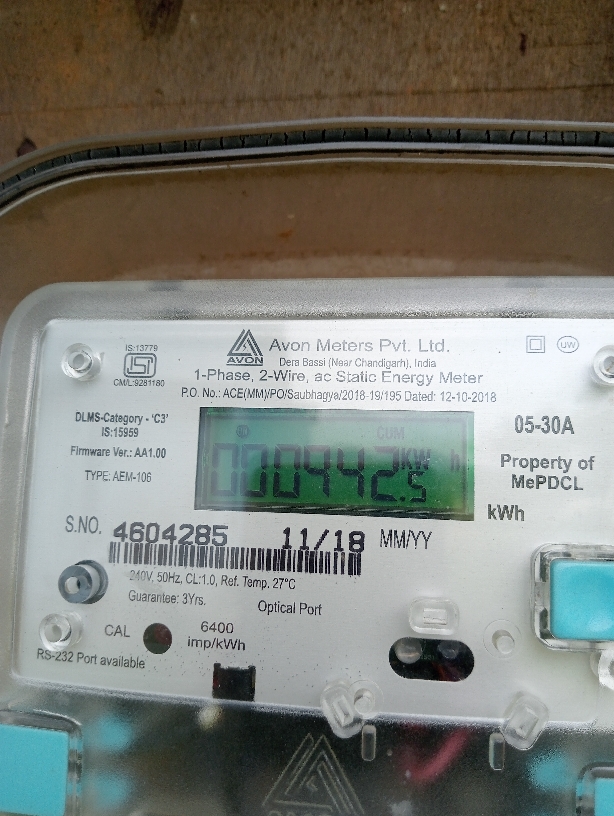 IS:13779
ISI
CM/L:9281180
AVON
Avon Meters Pvt. Ltd.
Dera Bassi (Near Chandigarh), India
UW
1-Phase, 2-Wire, ac Static Energy Meter
P.O. No.: ACE(MM)/PO/Saubhagya/2018-19/195 Dated: 12-10-2018
DLMS-Category - 'C3'
IS:15959
Firmware Ver.: AA1.00
TYPE: AEM-106
CUM
000942.5 KW h
05-30A
Property of
MePDCL
kWh
S.NO. 4604285 11/18 MM/YY
240V, 50Hz, CL:1.0, Ref. Temp. 27°C
Guarantee: 3Yrs.
Optical Port
CAL
6400
imp/kWh
RS-232 Port available